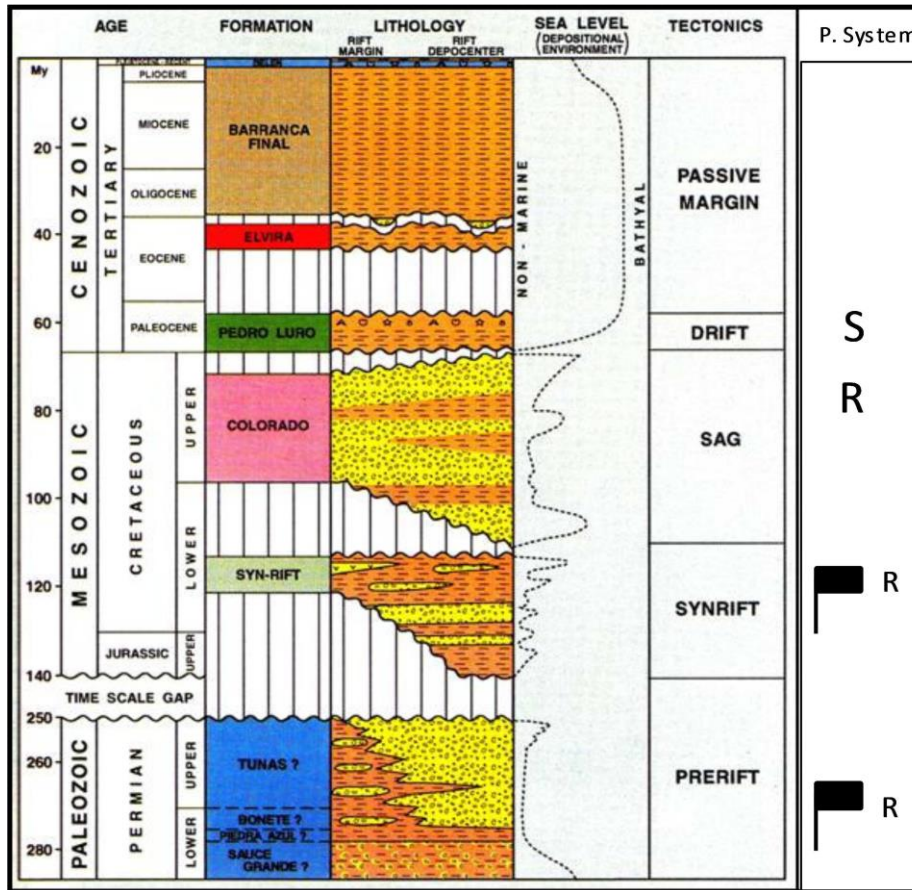 AGE
FORMATION
LITHOLOGY
RIFT MARGIN
RIFT DEPOCENTER
SEA LEVEL
(DEPOSITIONAL ENVIRONMENT)
TECTONICS
P. System
My
20
40
60
80
100
120
140
250
260
280
CENOZOIC
MESOZOIC
PALEOZOIC
TERTIARY
CRETACEOUS
JURASSIC
PERMIAN
PLIOCENE
MIOCENE
OLIGOCENE
EOCENE
PALEOCENE
UPPER
LOWER
UPPER
UPPER
LOWER
TIME SCALE GAP
BARRANCA FINAL
ELVIRA
PEDRO LURO
COLORADO
SYN-RIFT
TUNAS ?
BONETE ?
PIEDRA AZUL ?
SAUCE GRANDE ?
NON - MARINE
BATHYAL
PASSIVE MARGIN
DRIFT
SAG
SYNRIFT
PRERIFT
S
R
R
R